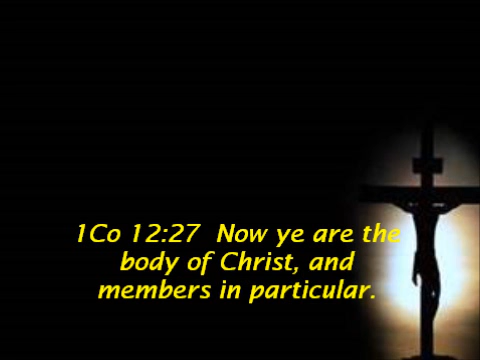 1Co 12:27  Now ye are the
body of Christ, and
members in particular.